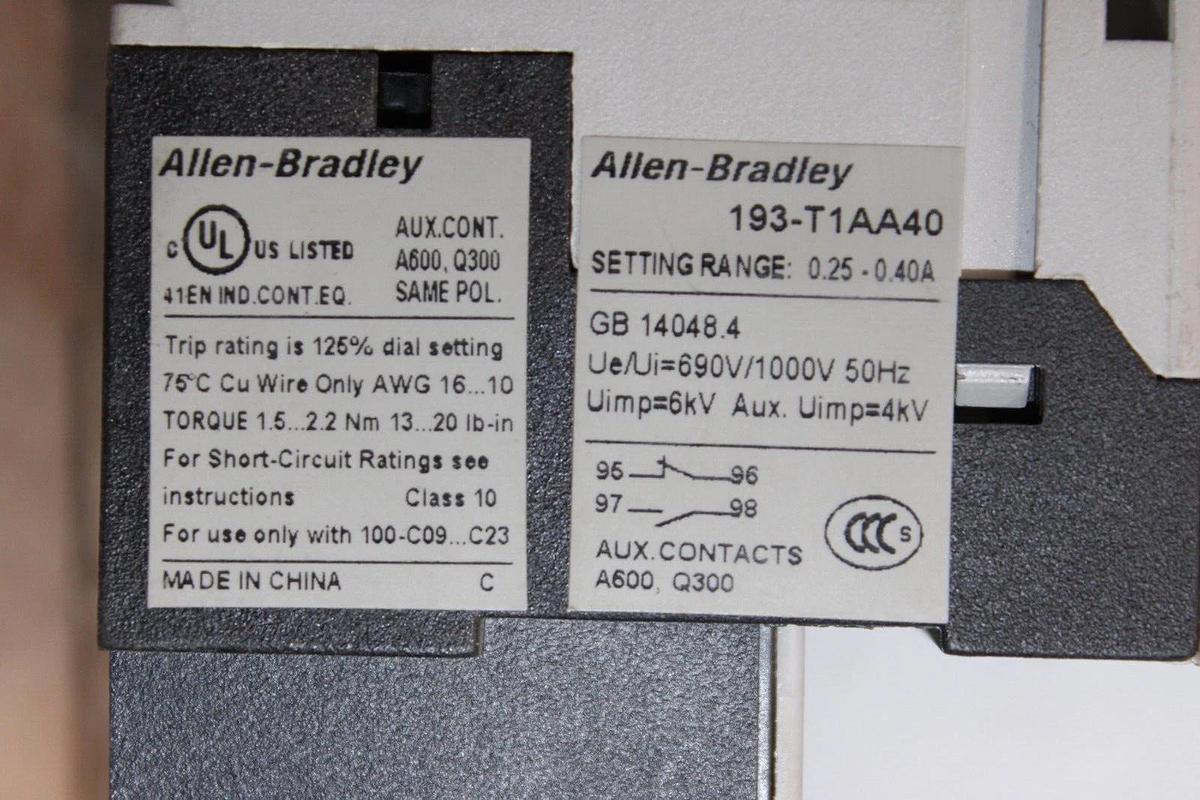 Allen-Bradley
C UL US LISTED
41EN IND.CONT.EQ.
AUX.CONT.
A600, Q300
SAME POL.
Trip rating is 125% dial setting
75°C Cu Wire Only AWG 16...10
TORQUE 1.5...2.2 Nm 13...20 lb-in
For Short-Circuit Ratings see
instructions Class 10
For use only with 100-C09...C23
MADE IN CHINA C
Allen-Bradley
193-T1AA40
SETTING RANGE: 0.25 - 0.40A
GB 14048.4
Ue/Ui=690V/1000V 50Hz
Uimp=6kV Aux. Uimp=4kV
95 96
97 98
CCC S
AUX.CONTACTS
A600, Q300